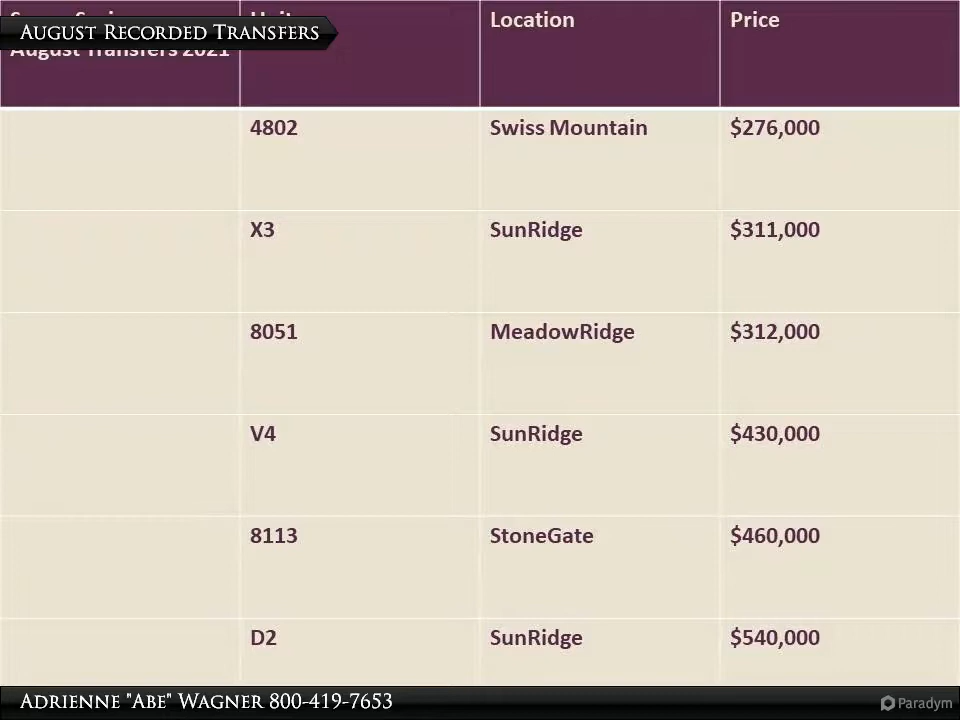 August Recorded Transfers
August Transfers 2021
Location
Price
4802 Swiss Mountain $276,000
X3 SunRidge $311,000
8051 MeadowRidge $312,000
V4 SunRidge $430,000
8113 StoneGate $460,000
D2 SunRidge $540,000
Adrienne "Abe" Wagner 800-419-7653
Paradym